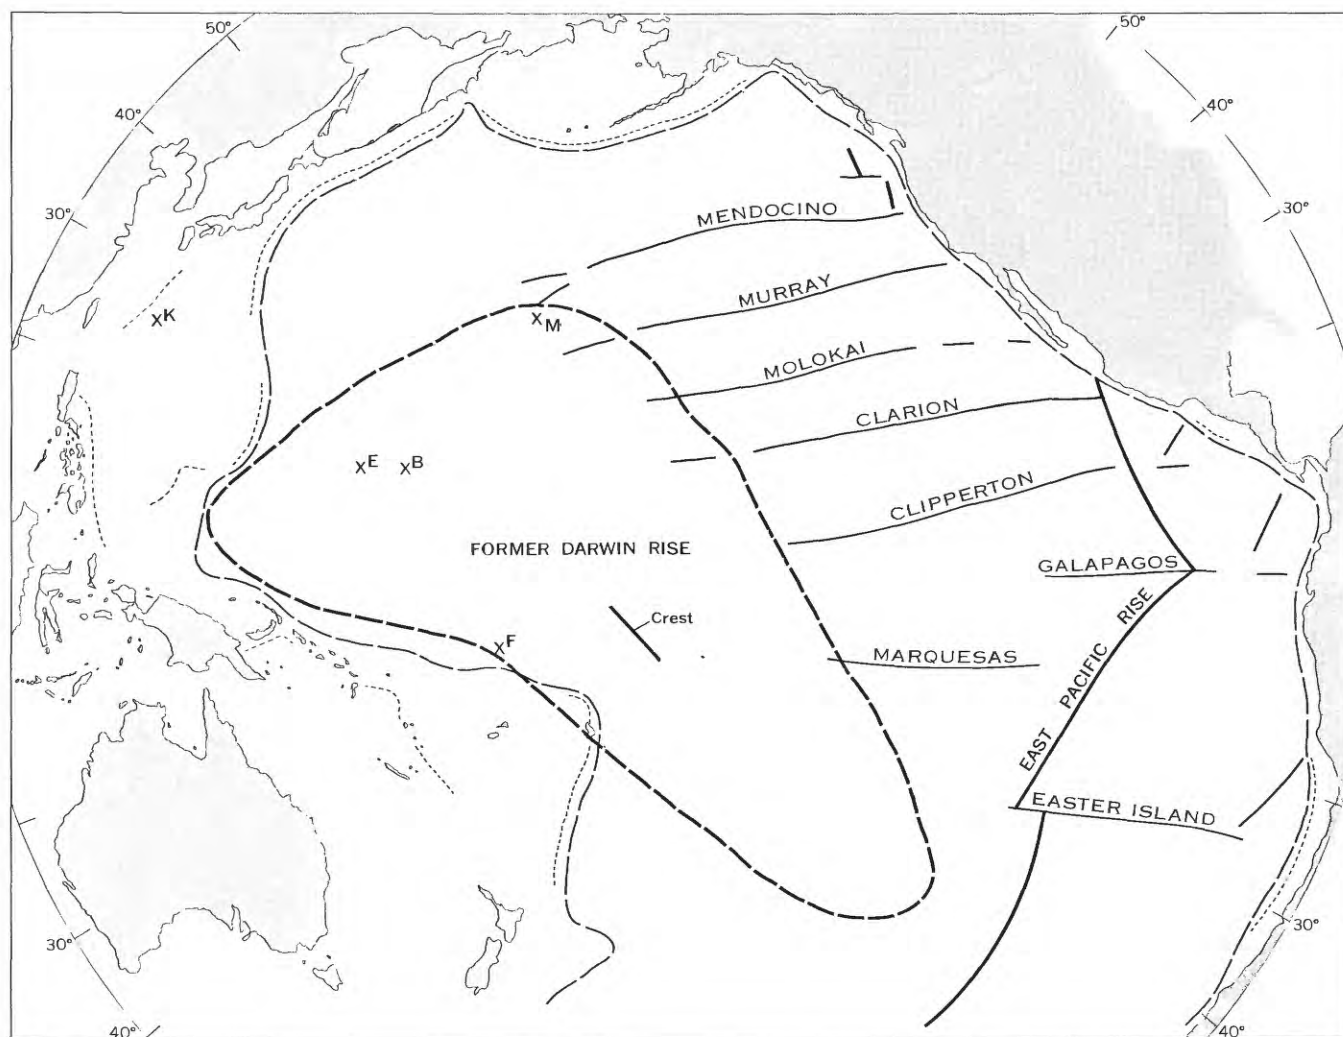 50°
50°
40°
40°
30°
30°
MENDOCINO
MURRAY
XK
XM
MOLOKAI
CLARION
XE
XB
CLIPPERTON
FORMER DARWIN RISE
GALAPAGOS
Crest
XF
MARQUESAS
EAST PACIFIC RISE
EASTER ISLAND
30°
30°
40°
40°